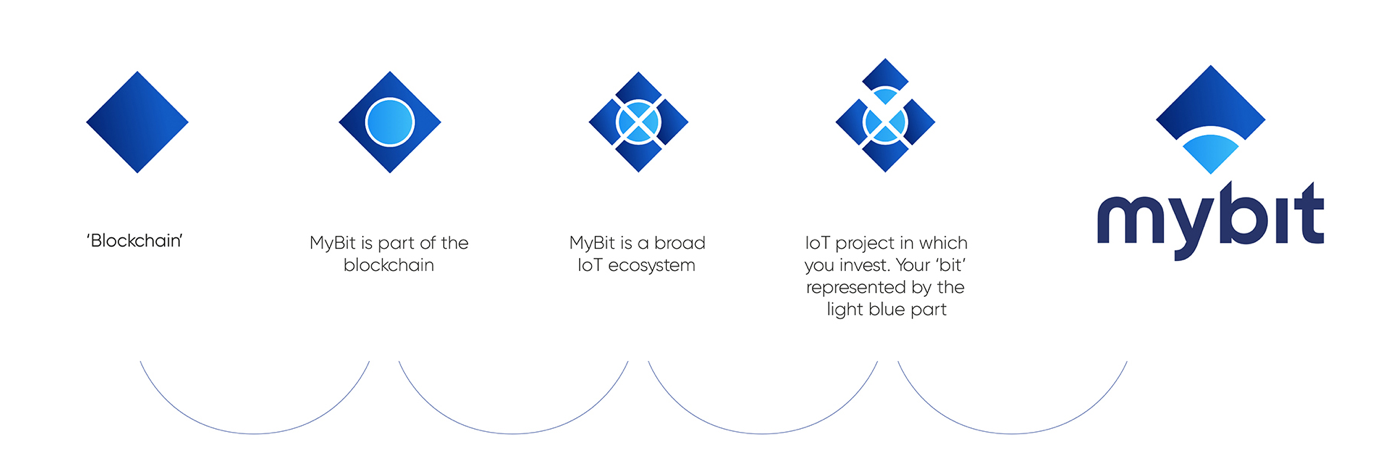 ‘Blockchain’
MyBit is part of the
blockchain
MyBit is a broad
IoT ecosystem
IoT project in which
you invest. Your ‘bit’
represented by the
light blue part
mybit